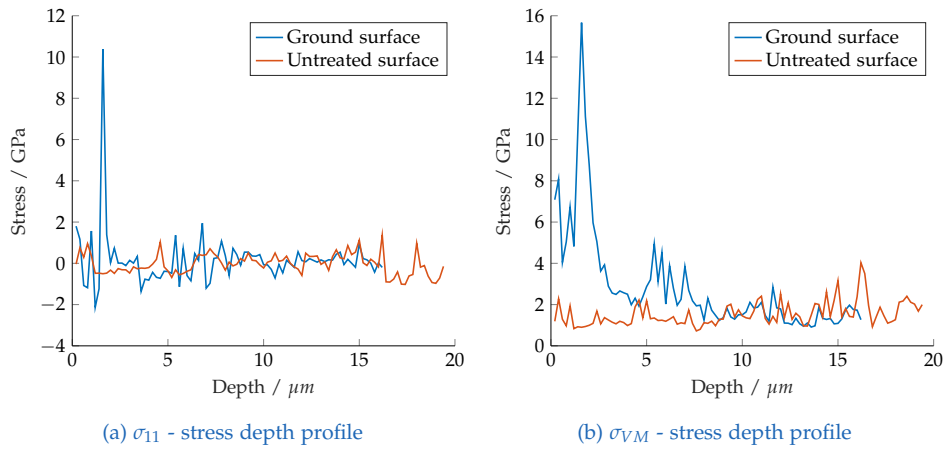 12
10
8
6
4
2
0
−2
−4
Stress / GPa
Ground surface
Untreated surface
0 5 10 15 20
Depth / μm
(a) σ11 - stress depth profile
16
14
12
10
8
6
4
2
0
Stress / GPa
Ground surface
Untreated surface
0 5 10 15 20
Depth / μm
(b) σVM - stress depth profile